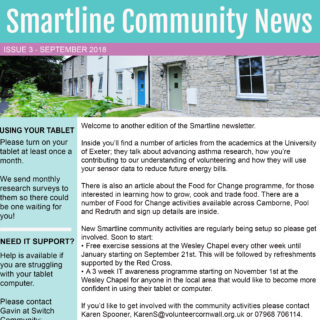 Smartline Community News
ISSUE 3 - SEPTEMBER 2018
USING YOUR TABLET
Please turn on your
tablet at least once a
month.
We send monthly
research surveys to
them so there could
be one waiting for
you!
NEED IT SUPPORT?
Help is available if
you are struggling
with your tablet
computer.
Please contact
Gavin at Switch
Community
Welcome to another edition of the Smartline newsletter.
Inside you'll find a number of articles from the academics at the University
of Exeter; they talk about advancing asthma research, how you're
contributing to our understanding of volunteering and how they will use
your sensor data to reduce future energy bills.
There is also an article about the Food for Change programme, for those
interested in learning how to grow, cook and trade food. There are a
number of Food for Change activities available across Camborne, Pool
and Redruth and sign up details are inside.
New Smartline community activities are regularly being setup so please get
involved. Soon to start:
• Free exercise sessions at the Wesley Chapel every other week until
January starting on September 21st. This will be followed by refreshments
supported by the Red Cross.
• A 3 week IT awareness programme starting on November 1st at the
Wesley Chapel for anyone in the local area that would like to become more
confident in using their tablet or computer.
If you'd like to get involved with the community activities please contact
Karen Spooner, KarenS@volunteercornwall.org.uk or 07968 706114.